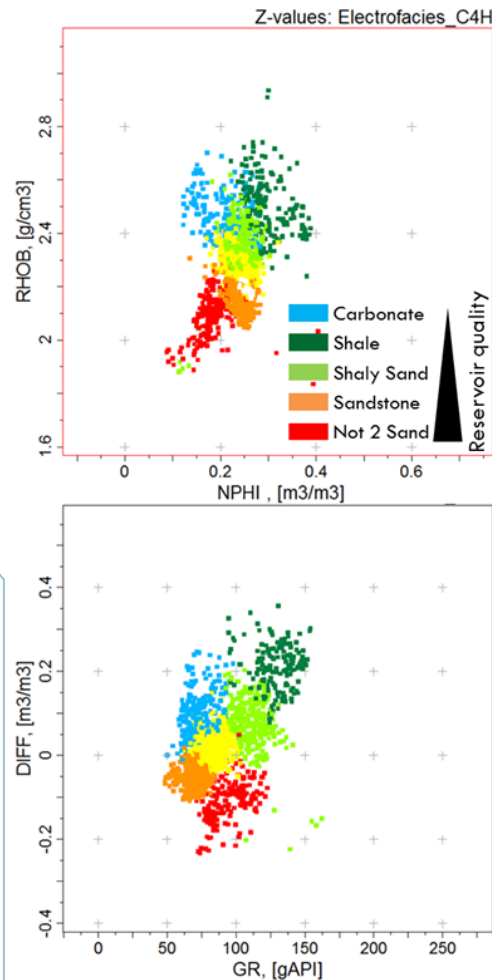 Z-values: Electrofacies_C4H
RHOB, [g/cm3]
2.8
2.4
2
1.6
Carbonate
Shale
Shaly Sand
Sandstone
Not 2 Sand
Reservoir quality
0
0.2
0.4
0.6
NPHI , [m3/m3]
DIFF, [m3/m3]
0.4
0.2
0
-0.2
-0.4
0
50
100
150
200
250
GR, [gAPI]